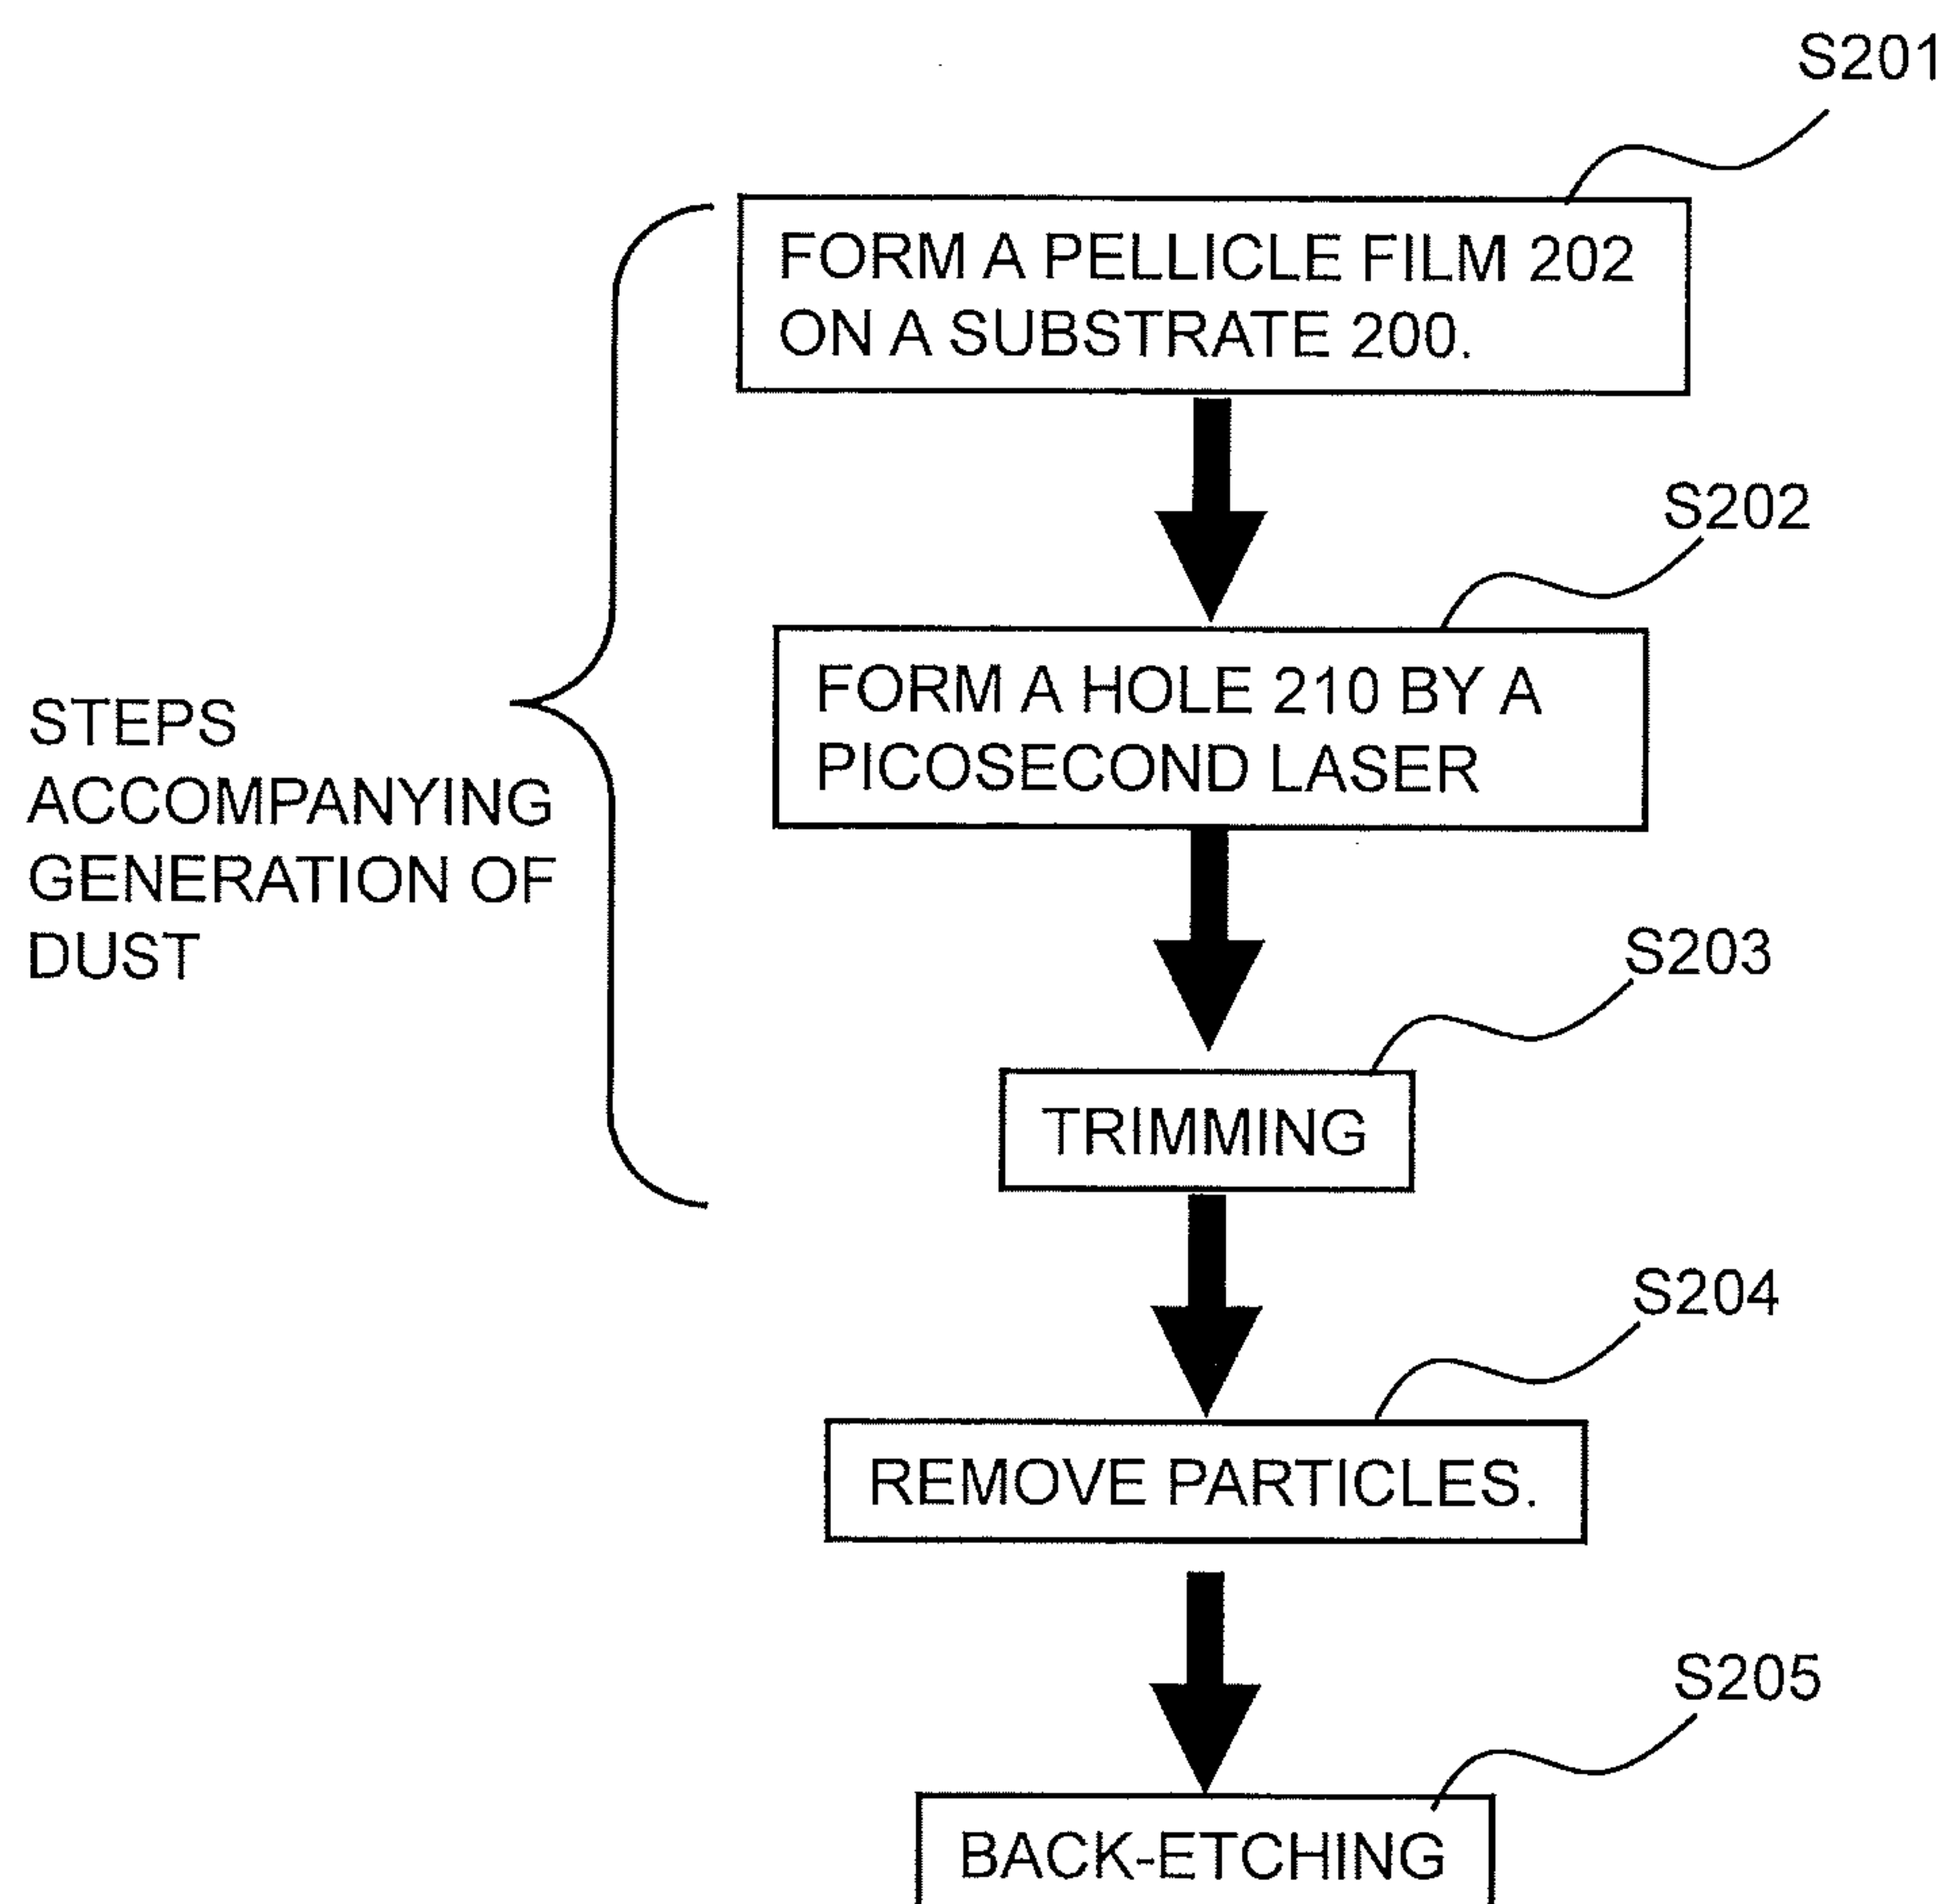 S201
FORM A PELLICLE FILM 202
ON A SUBSTRATE 200.
S202
FORM A HOLE 210 BY A
PICOSECOND LASER
STEPS
ACCOMPANYING
GENERATION OF
DUST
S203
TRIMMING
S204
REMOVE PARTICLES.
S205
BACK-ETCHING